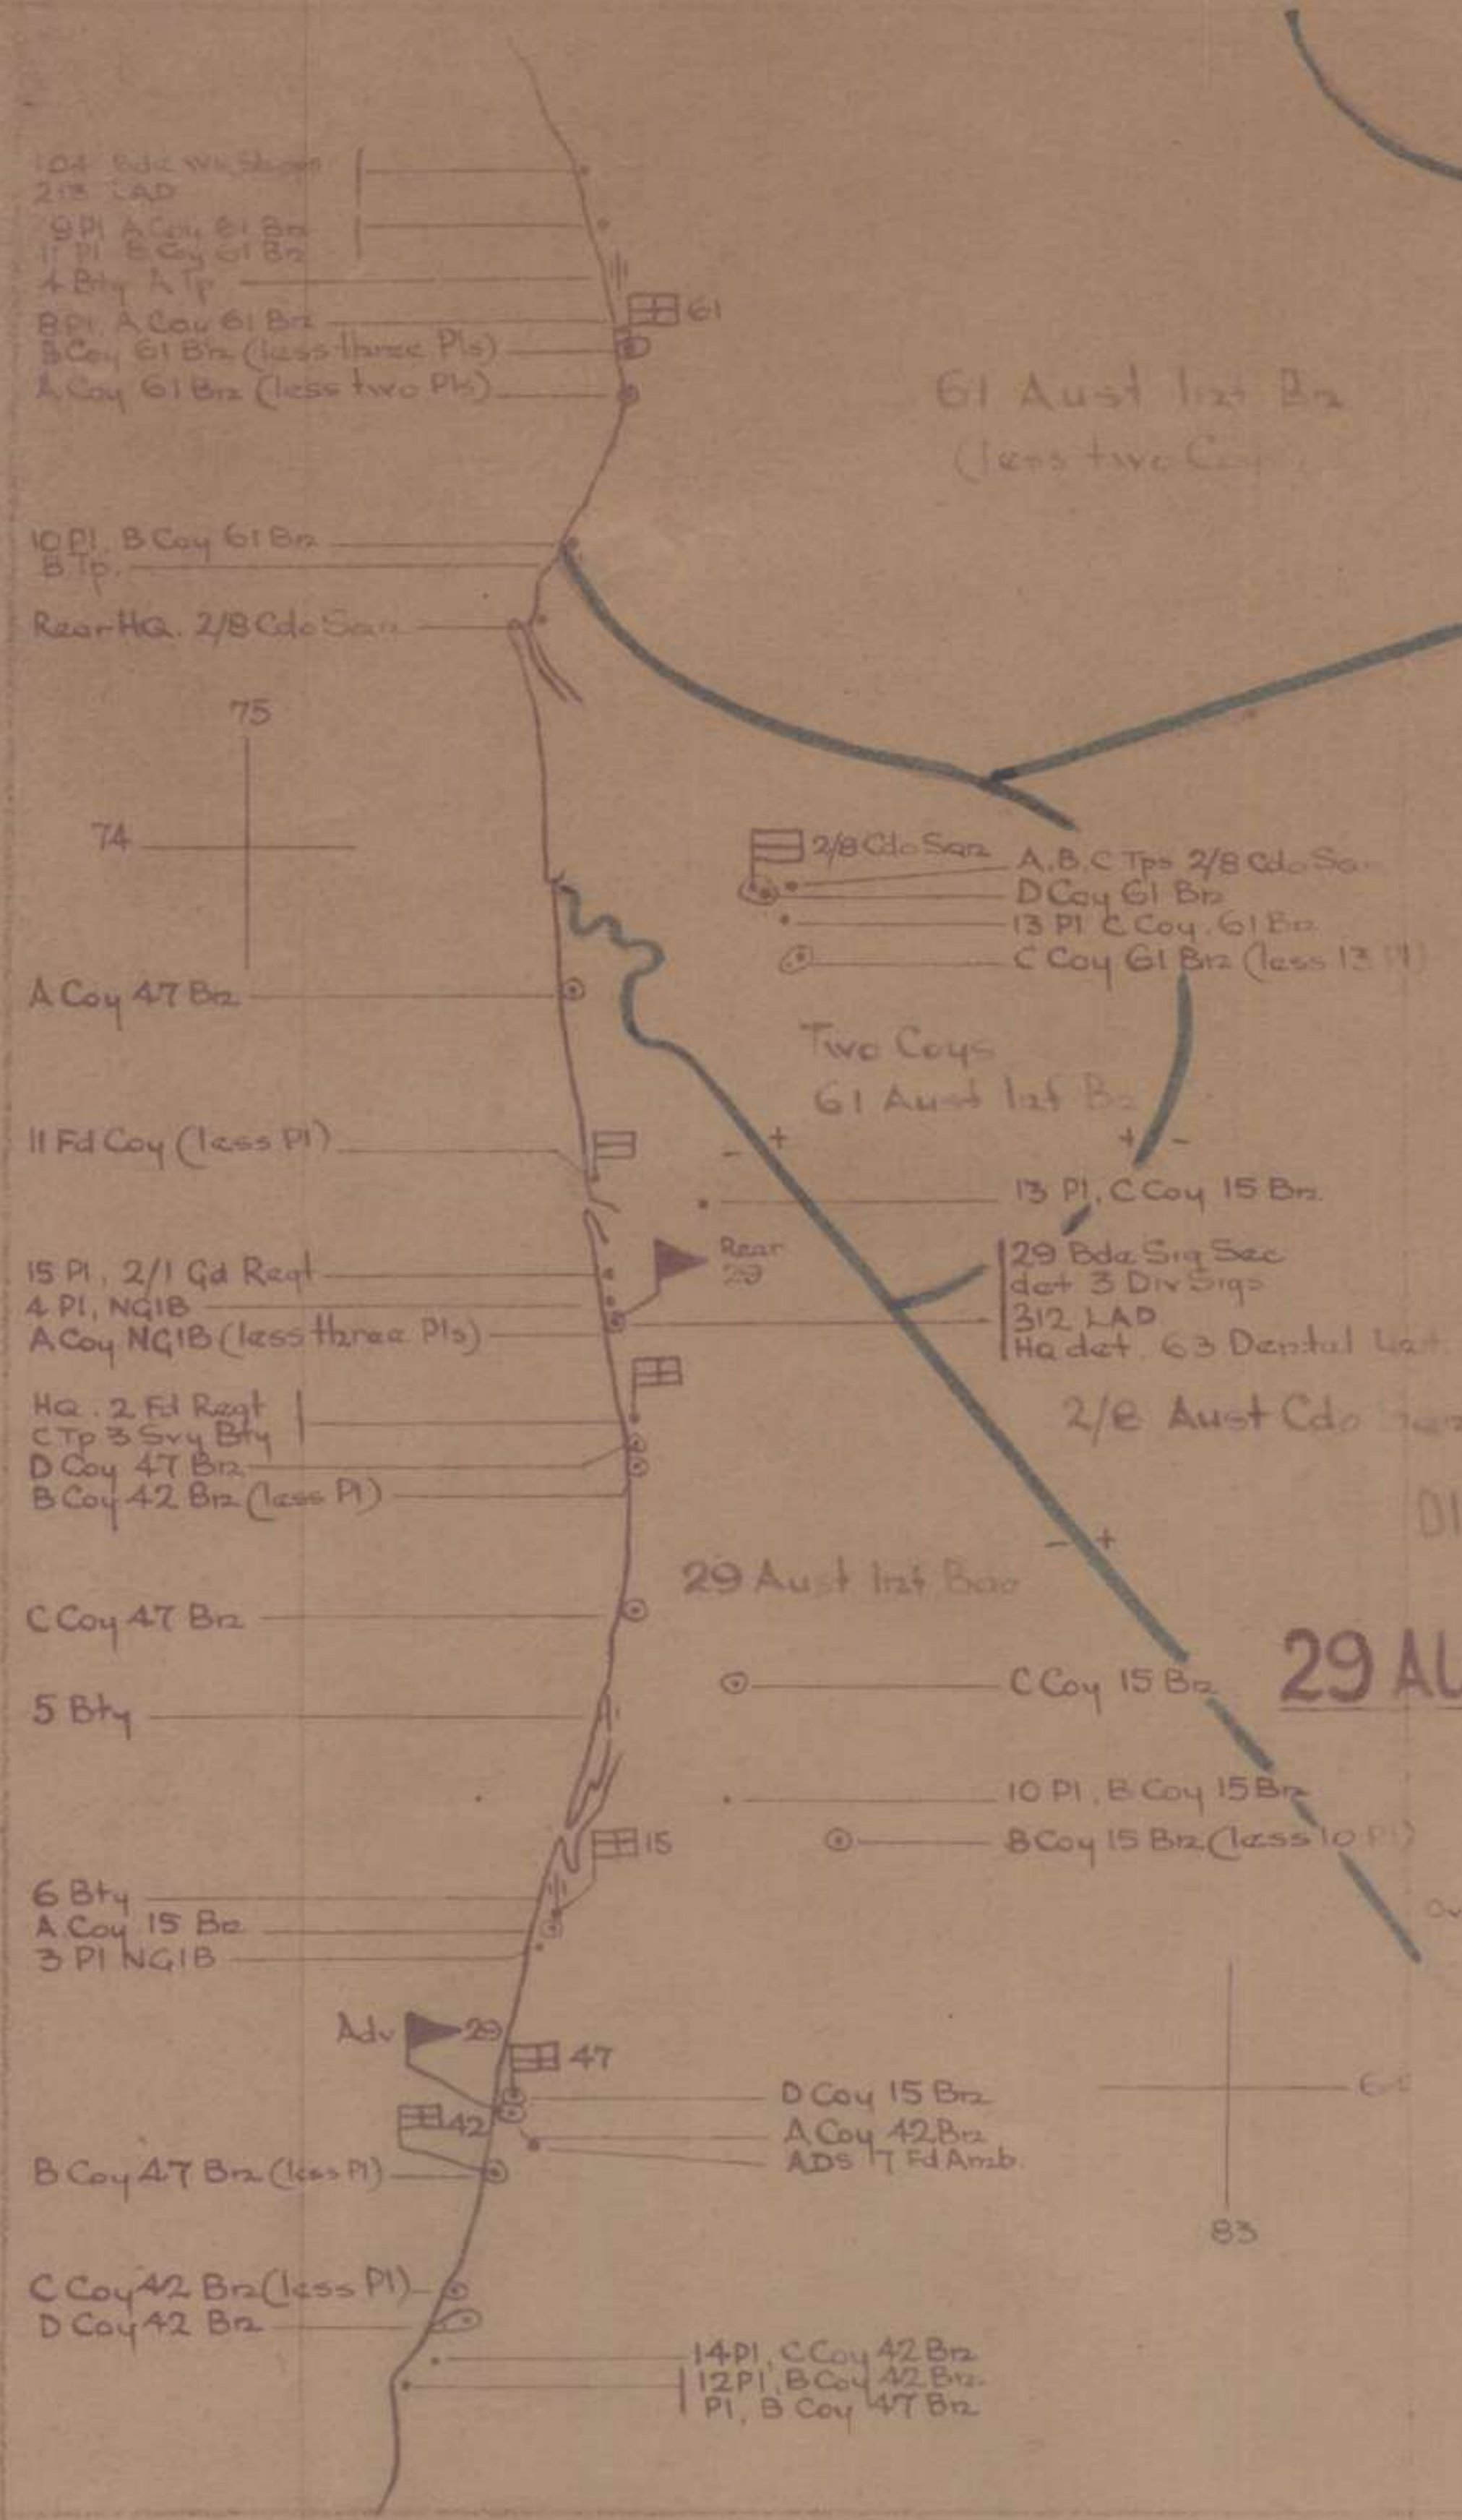 104 Bde Wkshops
213 LAD
9 Pl A Coy 61 Bn
11 Pl B Coy 61 Bn
4 Bty A Tp
8 Pl. A Coy 61 Bn
61
B Coy 61 Bn (less three Pls)
A Coy 61 Bn (less two Pls)
61 Aust Inf Bn
(less two Coys
10 Pl. B Coy 61 Bn
B Tp.
Rear HQ. 2/8 Cdo Sqn
75
74
2/8 Cdo Sqn
A.B.C Tps 2/8 Cdo Sq
D Coy 61 Bn
13 Pl C Coy. 61 Bn
C Coy 61 Bn (less 13 Pl)
A Coy 47 Bn
Two Coys
61 Aust Inf Bn
11 Fd Coy (less Pl)
- +
+ -
13 Pl, C Coy 15 Bn
15 Pl, 2/1 Gd Regt
4 Pl, NGIB
A Coy NGIB (less three Pls)
Rear
29
29 Bde Sig Sec
det 3 Div Sigs
312 LAD
HQ det. 63 Dental Unit
HQ. 2 Fd Regt
C Tp 3 Svy Bty
D Coy 47 Bn
B Coy 42 Bn (less Pl)
2/8 Aust Cdo Sqn
DI
- +
29 Aust Inf Bde
C Coy 47 Bn
C Coy 15 Bn
29 AU
5 Bty
10 Pl, B Coy 15 Bn
15
B Coy 15 Bn (less 10 Pl)
6 Bty
A Coy 15 Bn
3 Pl NGIB
Adv 29
47
D Coy 15 Bn
A Coy 42 Bn
ADS 7 Fd Amb.
42
B Coy 47 Bn (less Pl)
83
C Coy 42 Bn (less Pl)
D Coy 42 Bn
14 Pl, C Coy 42 Bn
12 Pl, B Coy 42 Bn.
Pl, B Coy 47 Bn